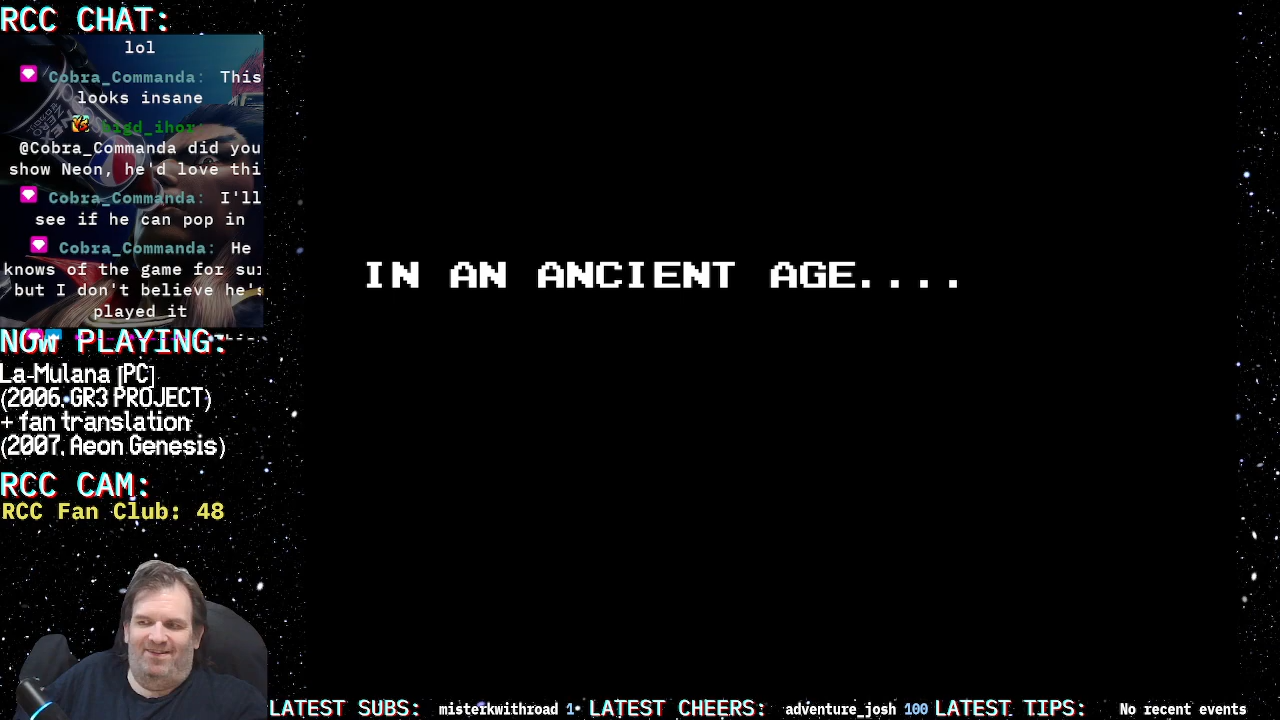 RCC CHAT:
lol
Cobra_Commanda: This
looks insane
bigd_ihor:
@Cobra_Commanda did you
show Neon, he'd love thi
Cobra_Commanda: I'll
see if he can pop in
Cobra_Commanda: He
knows of the game for sur
but I don't believe he's
played it
NOW PLAYING:
La-Mulana [PC]
(2006, GR3 PROJECT)
+ fan translation
(2007, Aeon Genesis)
RCC CAM:
RCC Fan Club: 48
IN AN ANCIENT AGE....
LATEST SUBS: misterkwithroad 1• LATEST CHEERS: adventure_josh 100 LATEST TIPS: No recent events